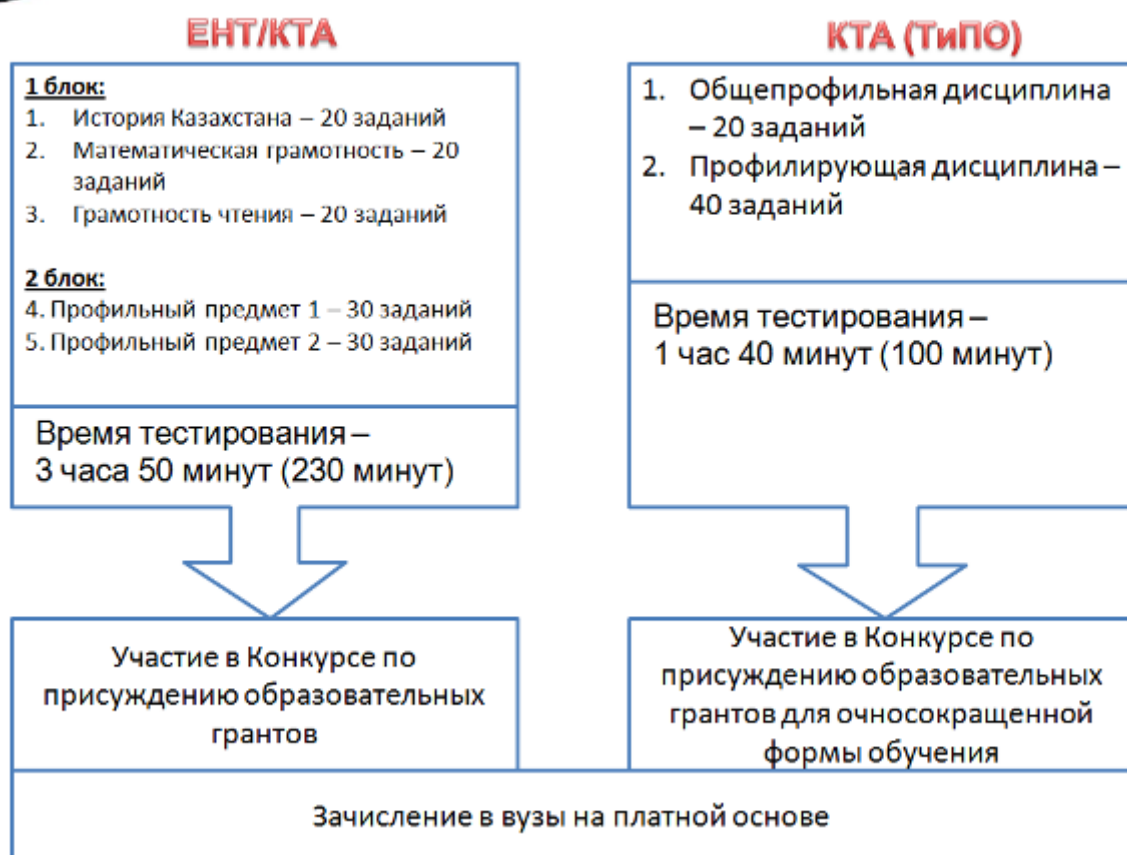 ЕНТ/КТА
1 блок:
1. История Казахстана – 20 заданий
2. Математическая грамотность – 20
заданий
3. Грамотность чтения – 20 заданий
2 блок:
4. Профильный предмет 1 – 30 заданий
5. Профильный предмет 2 – 30 заданий
Время тестирования –
3 часа 50 минут (230 минут)
Участие в Конкурсе по
присуждению образовательных
грантов
КТА (ТиПО)
1. Общепрофильная дисциплина
– 20 заданий
2. Профилирующая дисциплина –
40 заданий
Время тестирования –
1 час 40 минут (100 минут)
Участие в Конкурсе по
присуждению образовательных
грантов для очносокращенной
формы обучения
Зачисление в вузы на платной основе